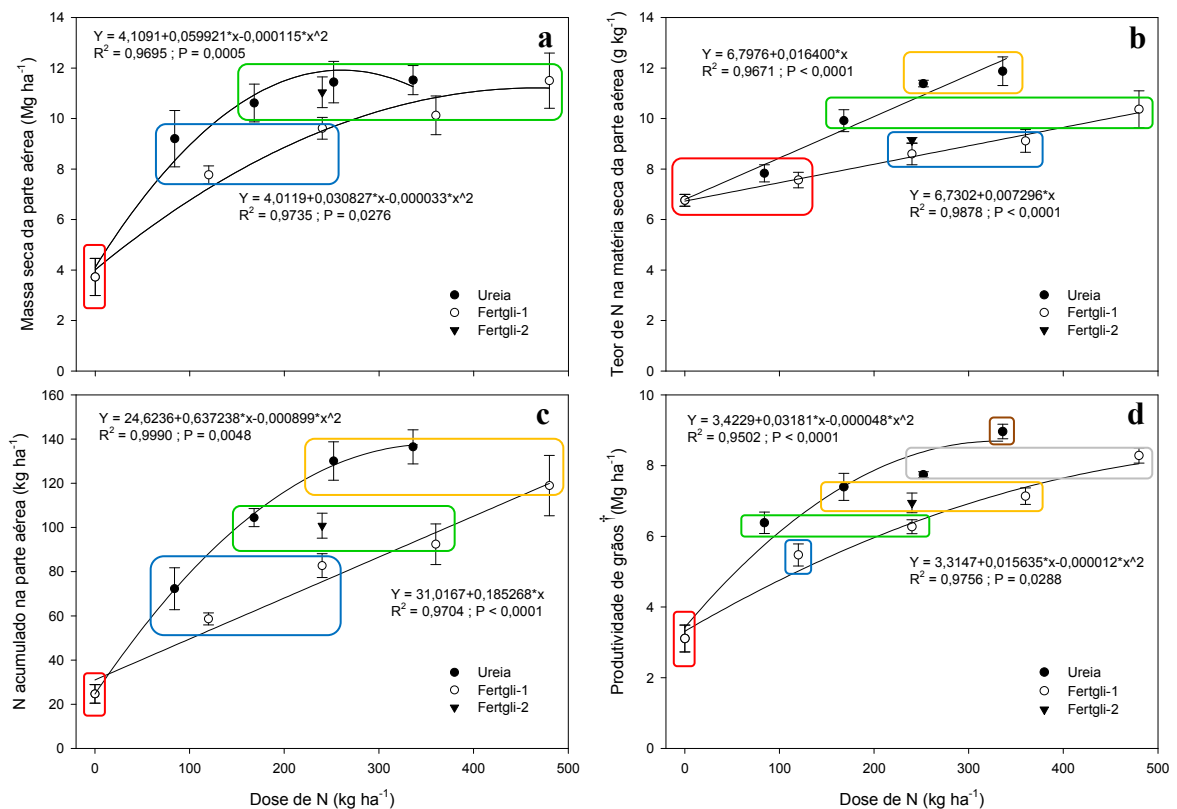 a
Y = 4,1091+0,059921*x-0,000115*x^2
R² = 0,9695 ; P = 0,0005
Y = 4,0119+0,030827*x-0,000033*x^2
R² = 0,9735 ; P = 0,0276
Massa seca da parte aérea (Mg ha⁻¹)
14
12
10
8
6
4
2
0
Ureia
Fertgli-1
Fertgli-2
b
Y = 6,7976+0,016400*x
R² = 0,9671 ; P < 0,0001
Y = 6,7302+0,007296*x
R² = 0,9878 ; P < 0,0001
Teor de N na matéria seca da parte aérea (g kg⁻¹)
14
12
10
8
6
4
2
0
Ureia
Fertgli-1
Fertgli-2
c
Y = 24,6236+0,637238*x-0,000899*x^2
R² = 0,9990 ; P = 0,0048
Y = 31,0167+0,185268*x
R² = 0,9704 ; P < 0,0001
N acumulado na parte aérea (kg ha⁻¹)
160
140
120
100
80
60
40
20
0
Ureia
Fertgli-1
Fertgli-2
0 100 200 300 400 500
Dose de N (kg ha⁻¹)
d
Y = 3,4229+0,03181*x-0,000048*x^2
R² = 0,9502 ; P < 0,0001
Y = 3,3147+0,015635*x-0,000012*x^2
R² = 0,9756 ; P = 0,0288
Produtividade de grãos † (Mg ha⁻¹)
10
8
6
4
2
0
Ureia
Fertgli-1
Fertgli-2
0 100 200 300 400 500
Dose de N (kg ha⁻¹)